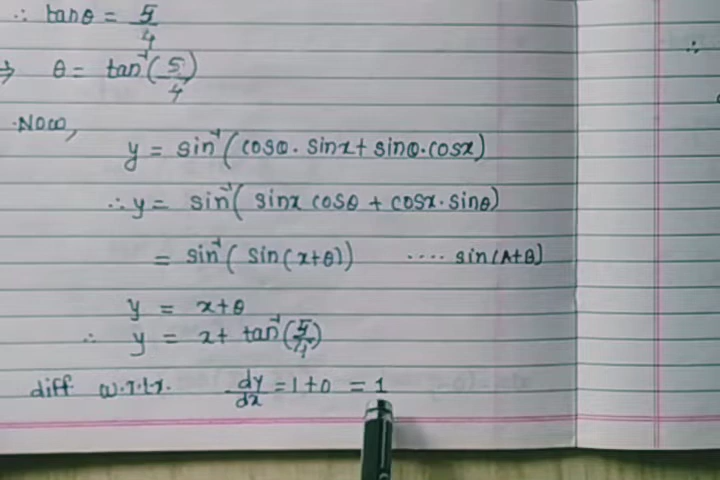 ∴ tanθ = 5/4
⇒ θ = tan⁻¹(5/4)
Now,
y = sin⁻¹(cosθ. sinx + sinθ.cosx)
∴ y = sin⁻¹( sinx cosθ + cosx. sinθ)
= sin⁻¹( sin(x+θ)) .... sin(A+B)
y = x+θ
∴ y = x+ tan⁻¹(5/4)
diff w.r.t.x. dy/dx = 1+0 = 1